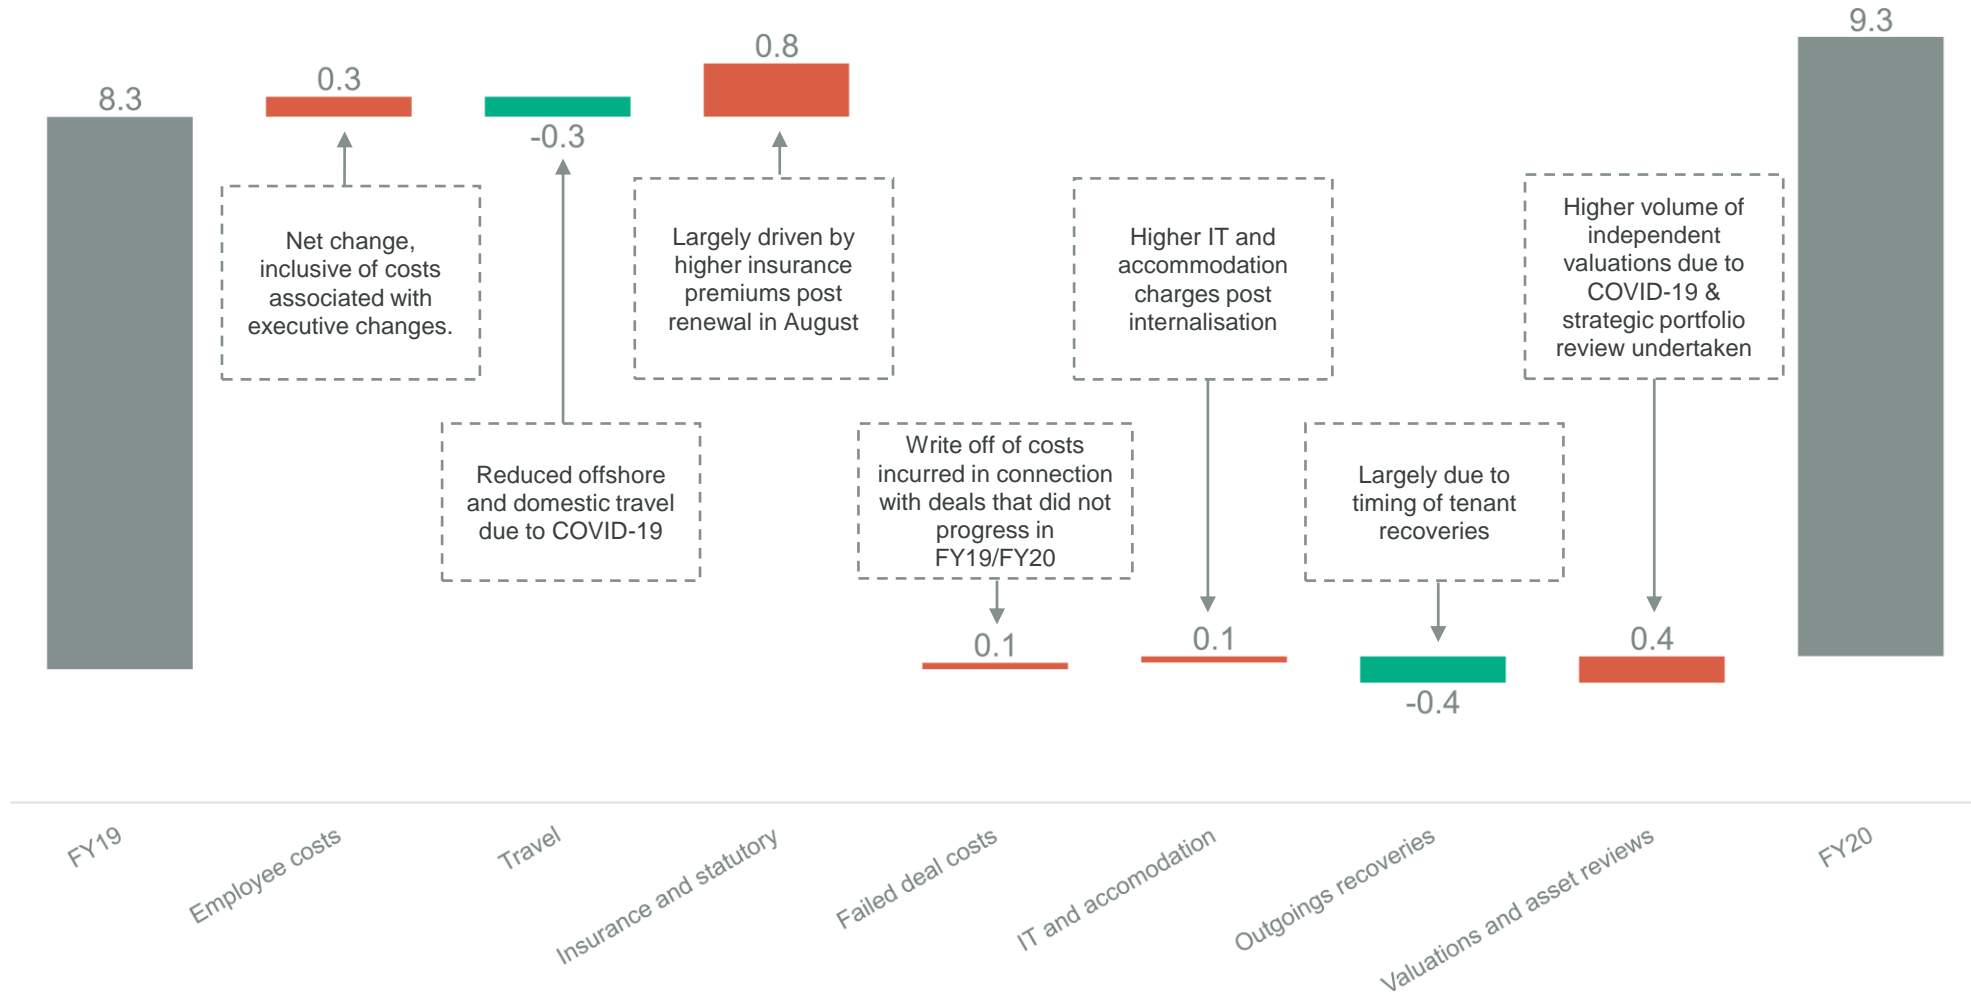 9.3
0.8
0.3
8.3
-0.3
Net change,
inclusive of costs
associated with
executive changes.
Reduced offshore
and domestic travel
due to COVID-19
Largely driven by
higher insurance
premiums post
renewal in August
Write off of costs
incurred in connection
with deals that did not
progress in
FY19/FY20
0.1
Higher IT and
accommodation
charges post
internalisation
0.1
Largely due to
timing of tenant
recoveries
-0.4
Higher volume of
independent
valuations due to
COVID-19 &
strategic portfolio
review undertaken
0.4
FY19
Employee costs
Travel
Insurance and statutory
Failed deal costs
IT and accomodation
Outgoings recoveries
Valuations and asset reviews
FY20